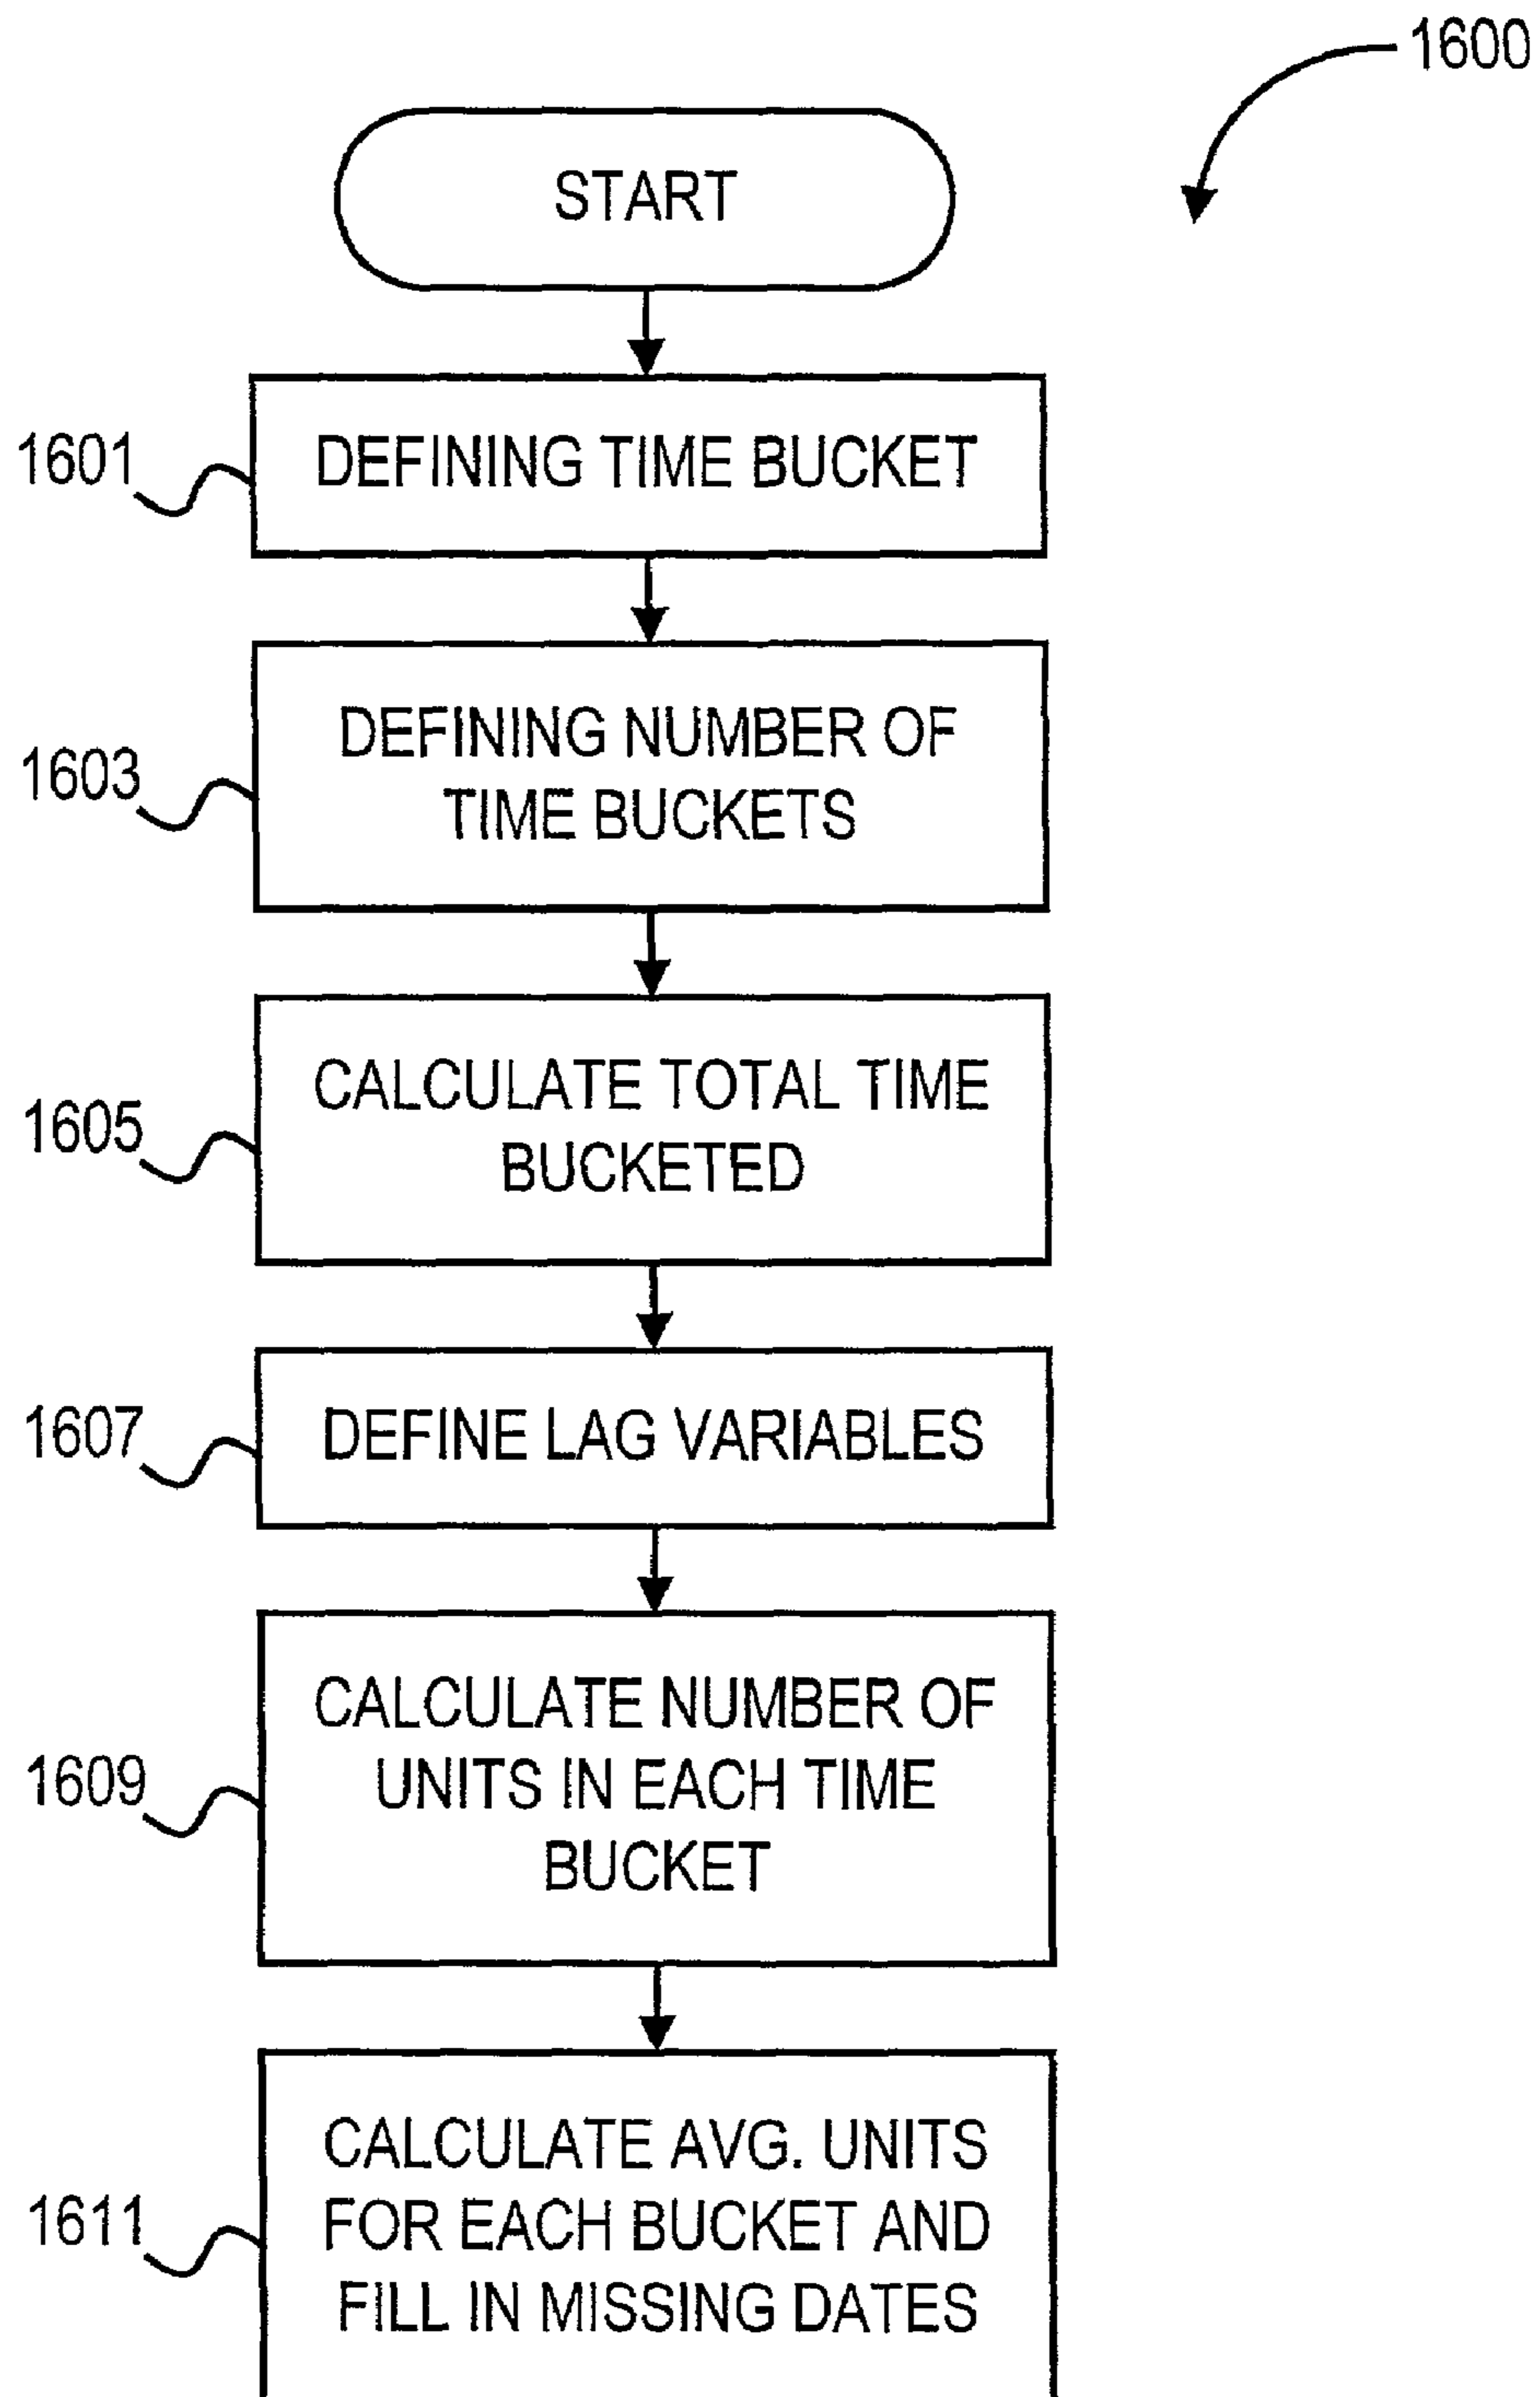 1600
START
1601
DEFINING TIME BUCKET
1603
DEFINING NUMBER OF
TIME BUCKETS
1605
CALCULATE TOTAL TIME
BUCKETED
1607
DEFINE LAG VARIABLES
1609
CALCULATE NUMBER OF
UNITS IN EACH TIME
BUCKET
1611
CALCULATE AVG. UNITS
FOR EACH BUCKET AND
FILL IN MISSING DATES